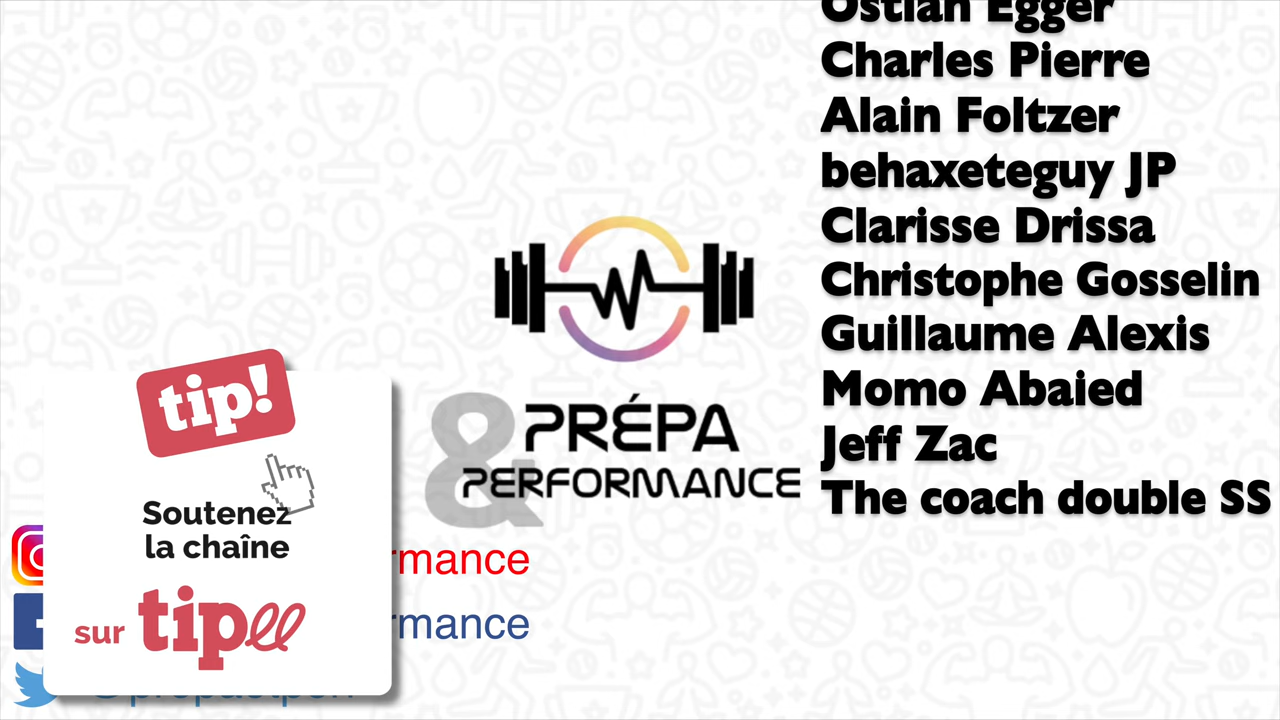 Ostian Egger
Charles Pierre
Alain Foltzer
behaxeteguy JP
Clarisse Drissa
Christophe Gosselin
Guillaume Alexis
Momo Abaied
Jeff Zac
The coach double SS
&
PRÉPA
PERFORMANCE
tip!
Soutenez
la chaîne
sur tipeee
rmance
rmance